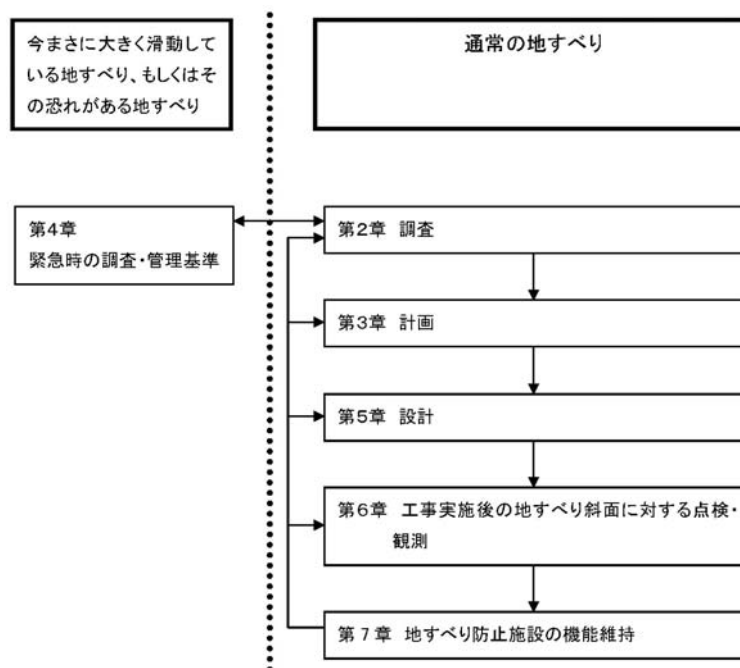 今まさに大きく滑動して
いる地すべり、もしくはそ
の恐れがある地すべり
通常の地すべり
第4章
緊急時の調査・管理基準
第2章 調査
第3章 計画
第5章 設計
第6章 工事実施後の地すべり斜面に対する点検・
観測
第7章 地すべり防止施設の機能維持